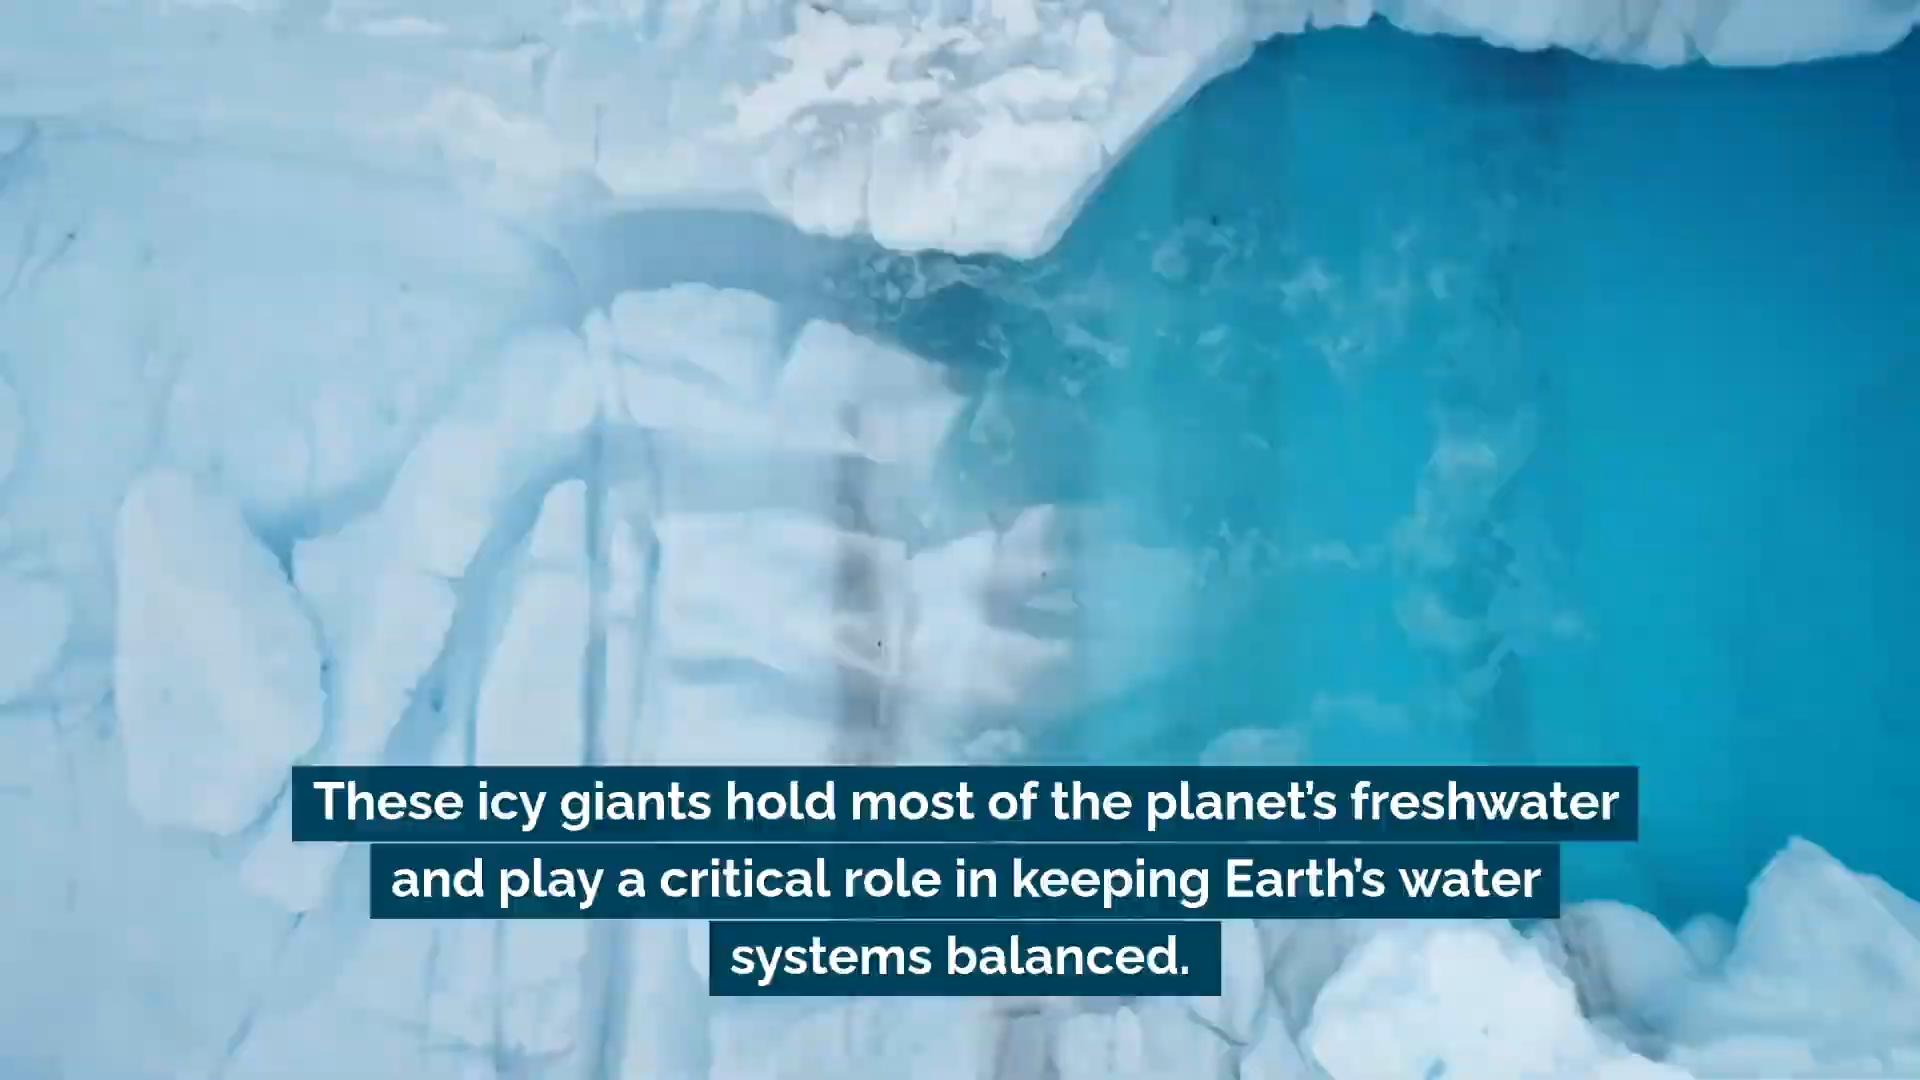 These icy giants hold most of the planet’s freshwater
and play a critical role in keeping Earth’s water
systems balanced.